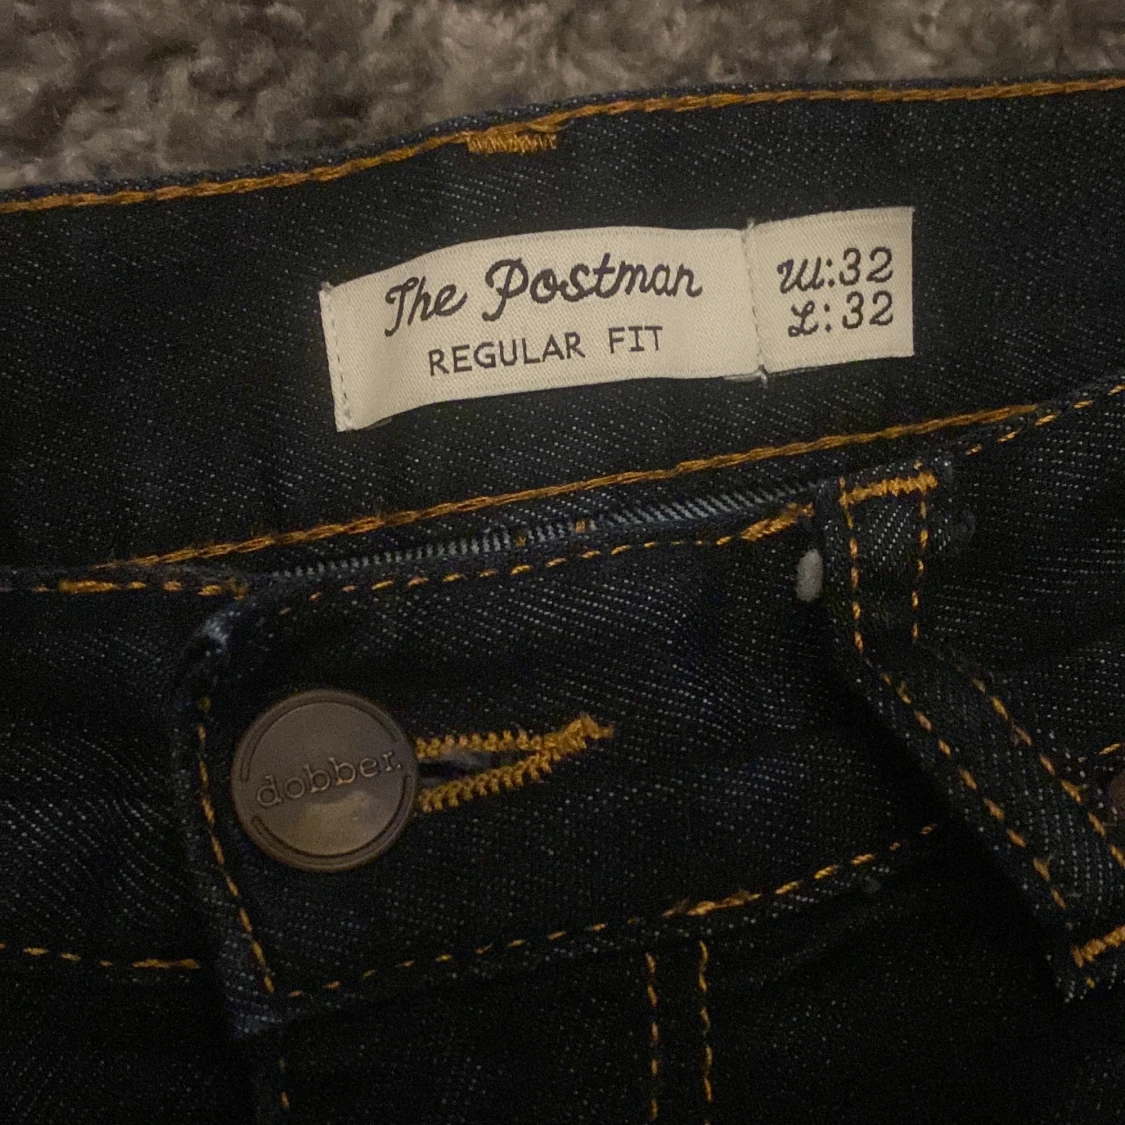 The Postman
REGULAR FIT
W:32
L:32
dobber.